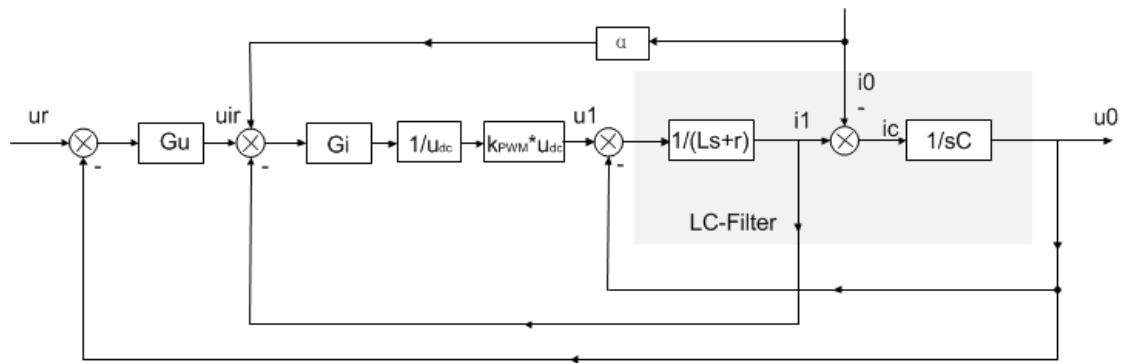 α
i0
-
ur
uir
u1
i1
ic
u0
Gu
Gi
1/udc
kPWM*udc
1/(Ls+r)
1/sC
-
-
-
LC-Filter